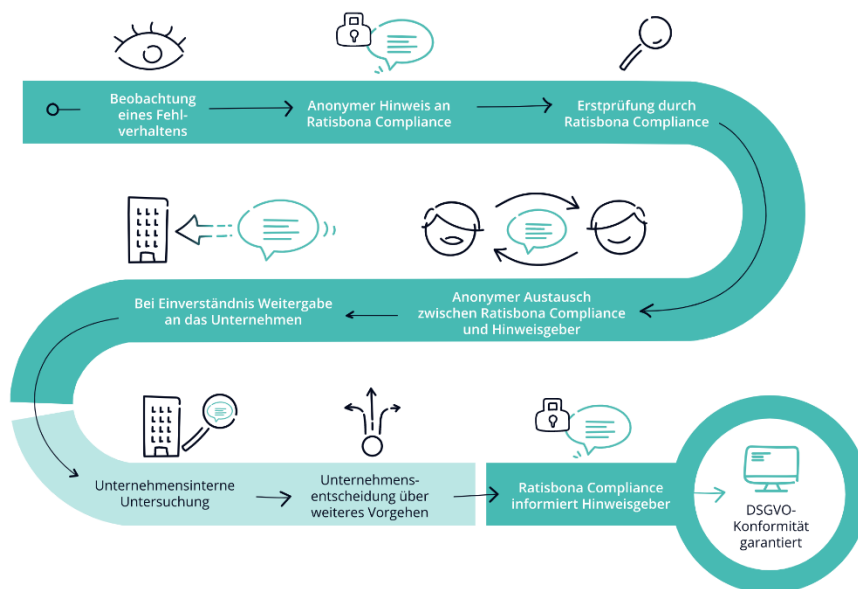 Beobachtung
eines Fehl-
verhaltens
Anonymer Hinweis an
Ratisbona Compliance
Erstprüfung durch
Ratisbona Compliance
Anonymer Austausch
zwischen Ratisbona Compliance
und Hinweisgeber
Bei Einverständnis Weitergabe
an das Unternehmen
Unternehmensinterne
Untersuchung
Unternehmens-
entscheidung über
weiteres Vorgehen
Ratisbona Compliance
informiert Hinweisgeber
DSGVO-
Konformität
garantiert